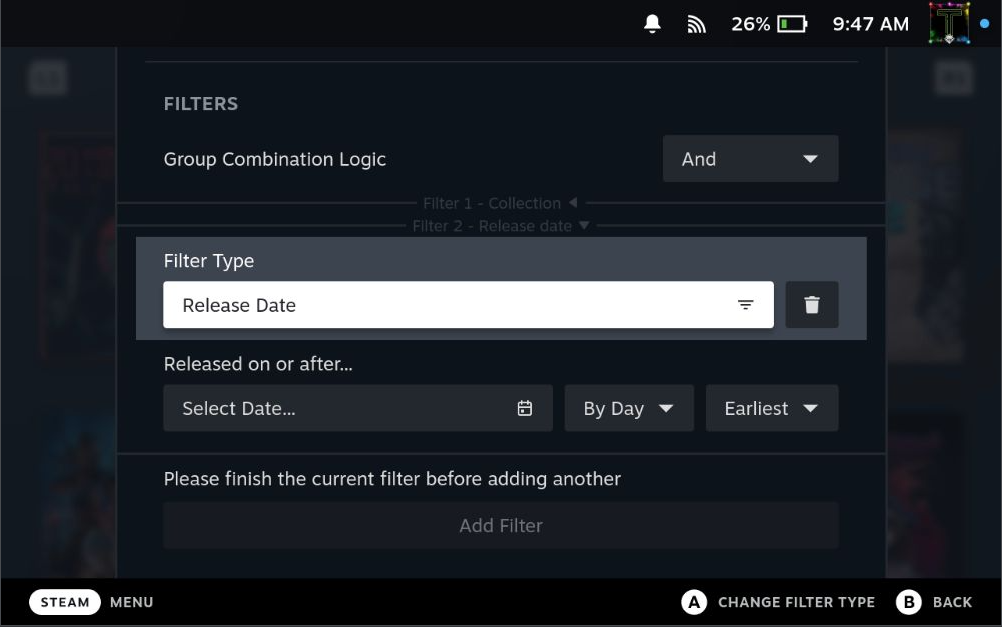 26% 9:47 AM
FILTERS
Group Combination Logic And
Filter 1 - Collection
Filter 2 - Release date
Filter Type
Release Date
Released on or after...
Select Date... By Day Earliest
Please finish the current filter before adding another
Add Filter
STEAM MENU A CHANGE FILTER TYPE B BACK